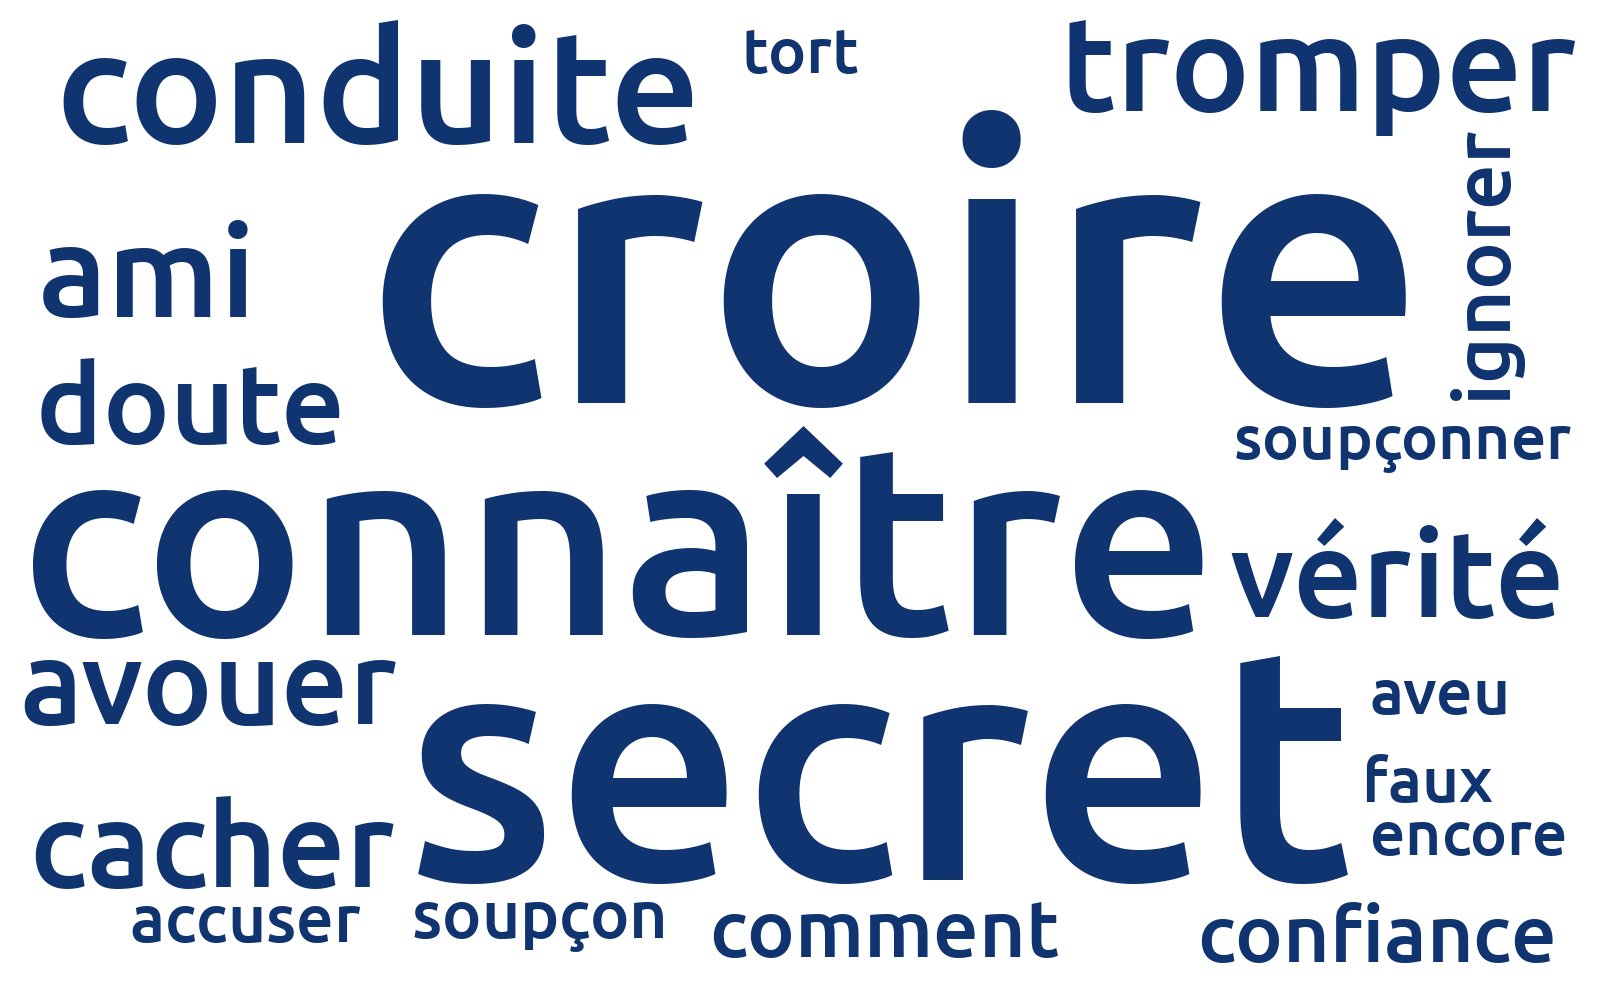 conduite
tort
tromper
croire
ignorer
ami
doute
soupçonner
connaître
vérité
avouer
secret
aveu
faux
encore
cacher
accuser
soupçon
comment
confiance